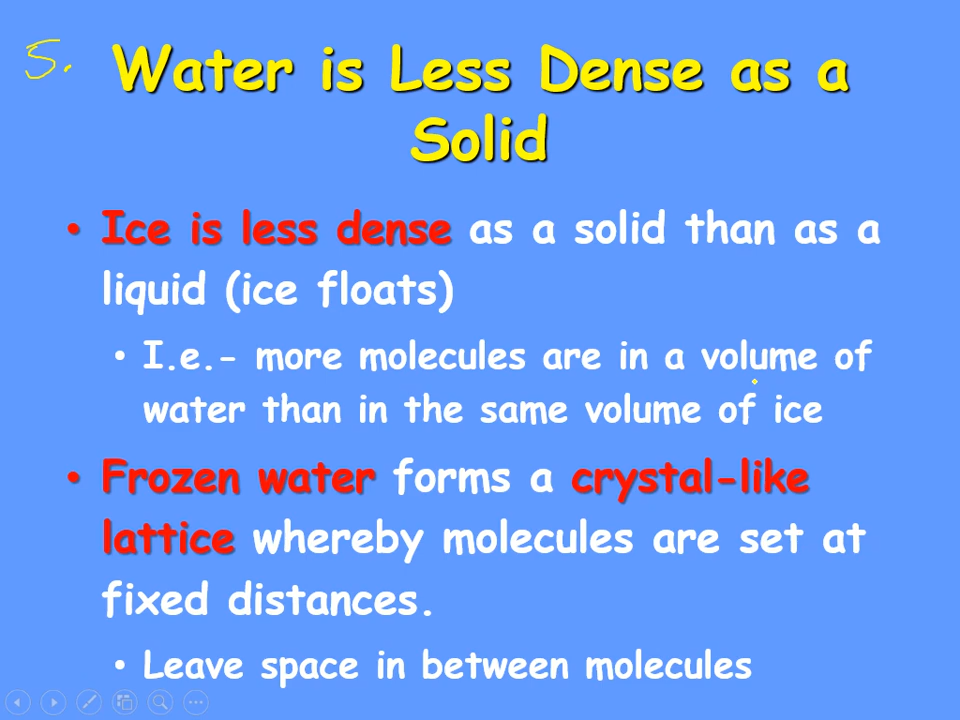 5. Water is Less Dense as a
Solid
• Ice is less dense as a solid than as a
liquid (ice floats)
• I.e.- more molecules are in a volume of
water than in the same volume of ice
• Frozen water forms a crystal-like
lattice whereby molecules are set at
fixed distances.
• Leave space in between molecules